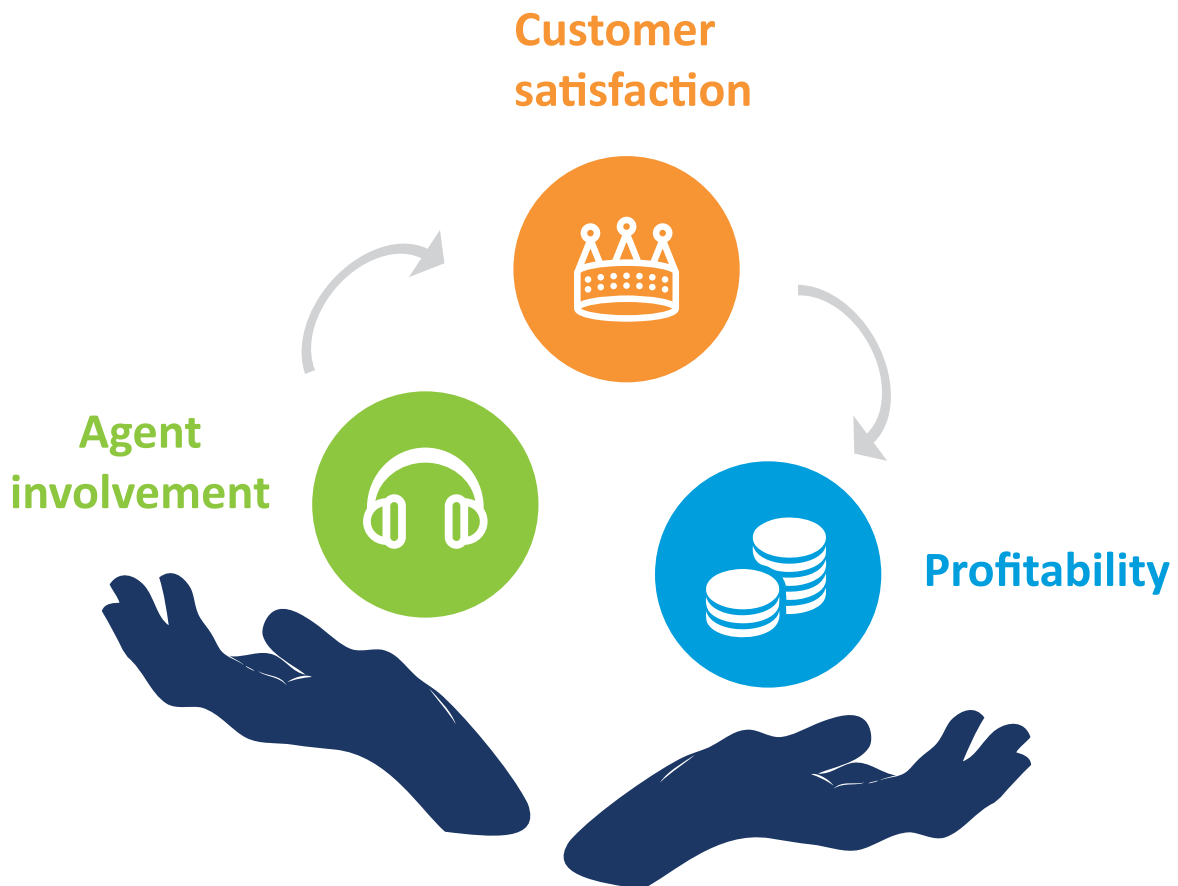 Customer
satisfaction
Agent
involvement
Profitability